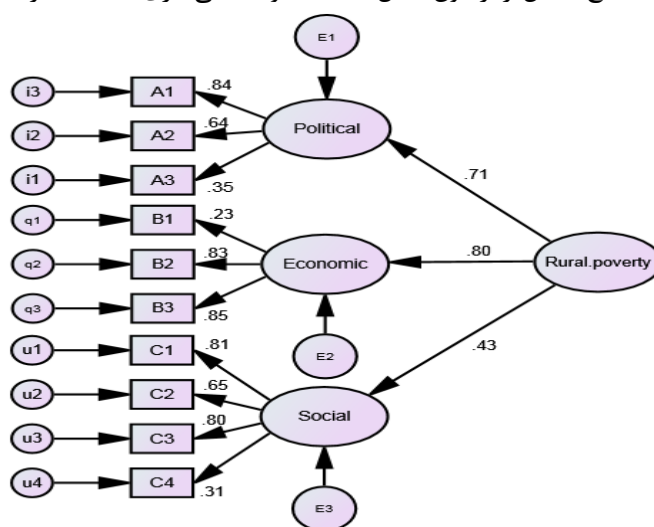 E1
i3 A1 .84
i2 A2 .64 Political
i1 A3 .35
.71
q1 B1 .23
q2 B2 .83 Economic .80 Rural.poverty
q3 B3 .85
u1 C1 .81 E2
.43
u2 C2 .65
u3 C3 .80 Social
u4 C4 .31
E3